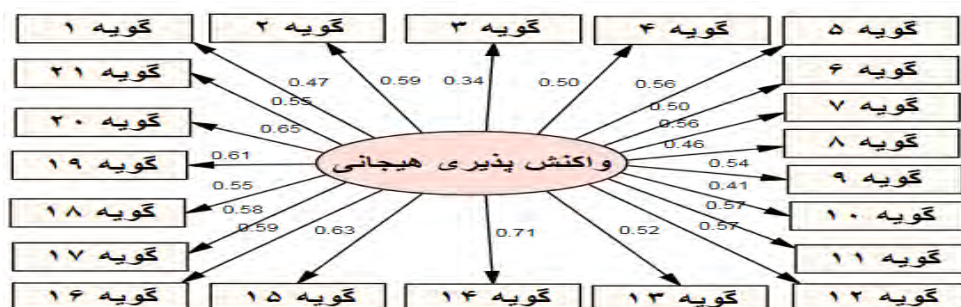 گویه ۱
گویه ۲
گویه ۳
گویه ۴
گویه ۵
0.47
0.59
0.34
0.50
0.56
گویه ۲۱
گویه ۶
0.55
0.50
گویه ۲۰
گویه ۷
0.65
0.56
گویه ۸
0.46
گویه ۱۹
0.61
واکنش پذیری هیجانی
0.54
گویه ۹
0.55
0.41
گویه ۱۸
گویه ۱۰
0.58
0.57
گویه ۱۷
0.59
0.63
0.71
0.52
0.57
گویه ۱۱
گویه ۱۶
گویه ۱۵
گویه ۱۴
گویه ۱۳
گویه ۱۲